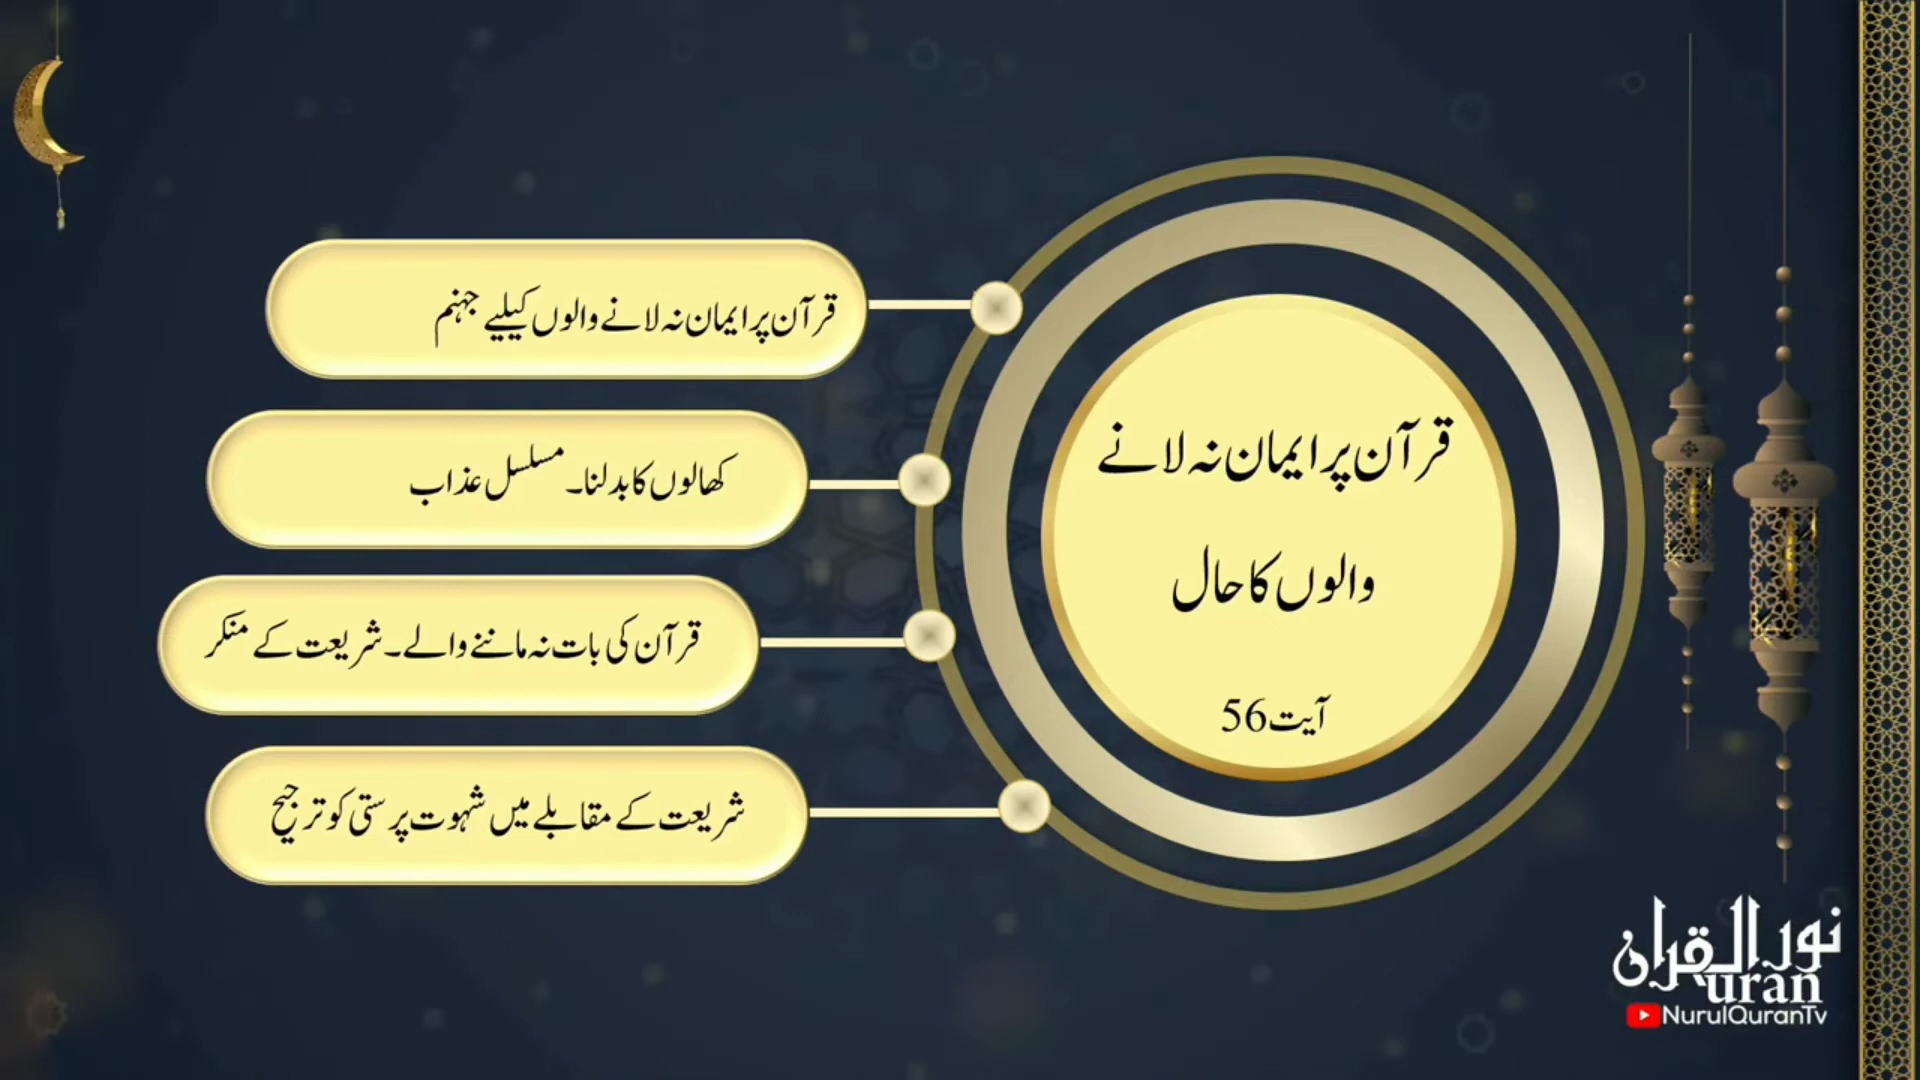 قرآن پر ایمان نہ لانے
والوں کا حال
آیت 56
قرآن پر ایمان نہ لانے والوں کیلیے جہنم
کھالوں کا بدلنا۔ مسلسل عذاب
قرآن کی بات نہ ماننے والے۔ شریعت کے منکر
شریعت کے مقابلے میں شہوت پرستی کو ترجیح
نور القرآن
uran
NurulQuranTv